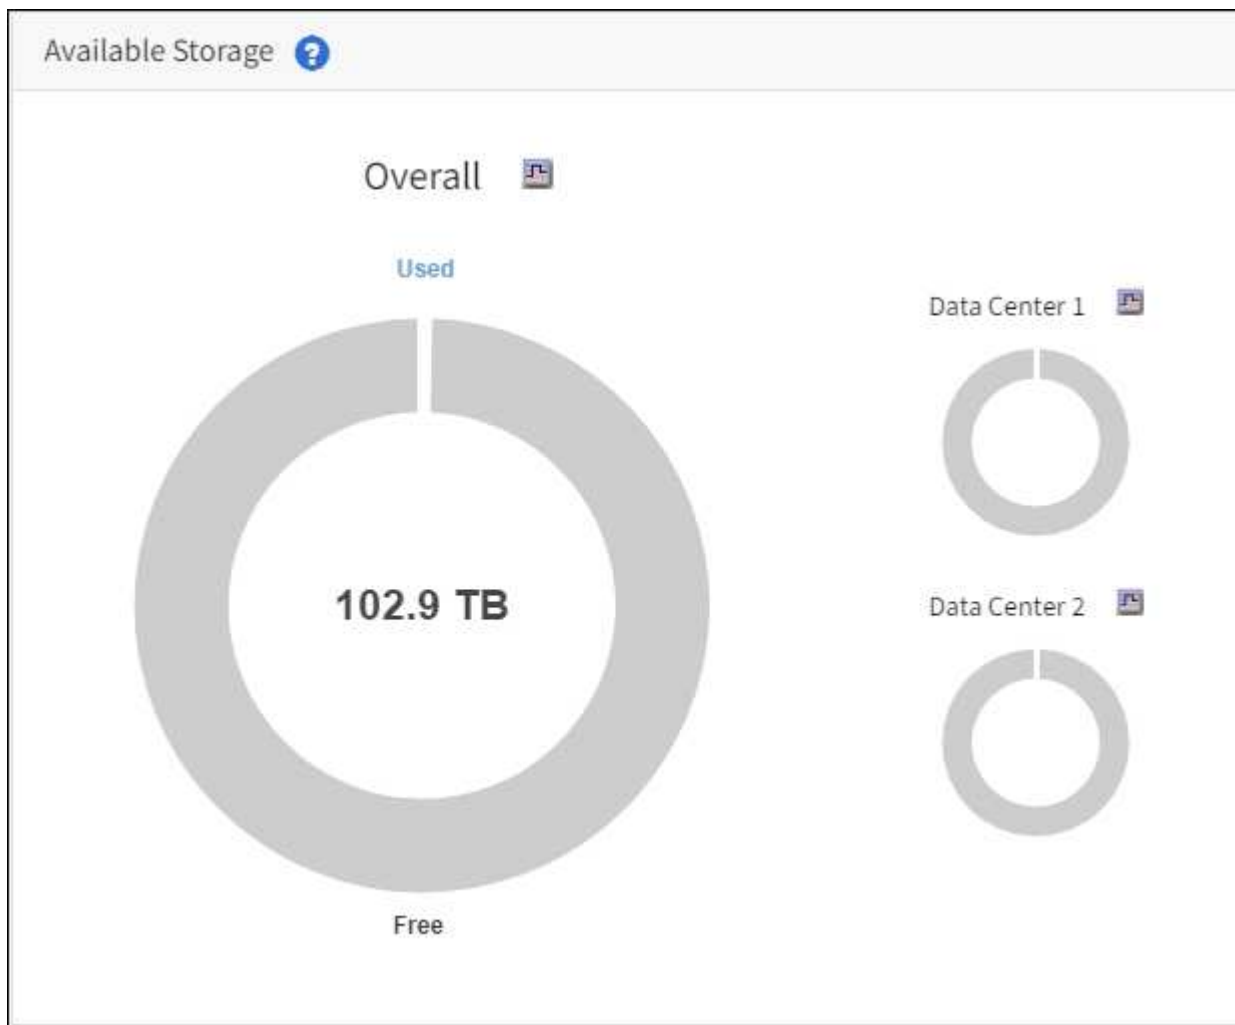 Available Storage ?
Overall
Used
102.9 TB
Free
Data Center 1
Data Center 2